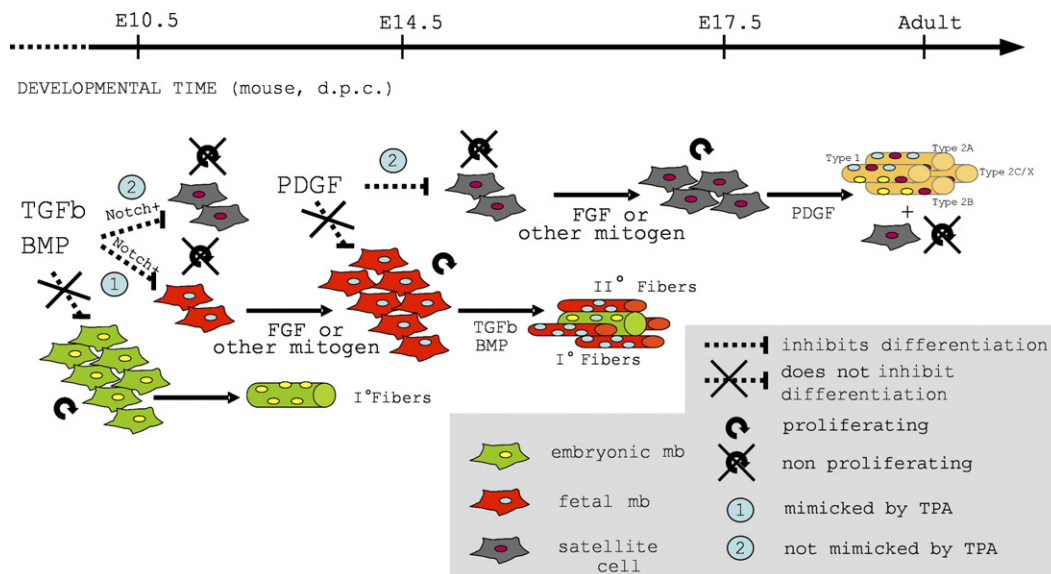 E10.5 E14.5 E17.5 Adult
DEVELOPMENTAL TIME (mouse, d.p.c.)
2
TGFb
BMP
Notch+
Notch+
1
PDGF
2
FGF or
other mitogen
PDGF
Type 1
Type 2A
Type 2C/X
Type 2B
+
FGF or
other mitogen
TGFb
BMP
II° Fibers
I° Fibers
I°Fibers
inhibits differentiation
does not inhibit
differentiation
proliferating
non proliferating
1 mimicked by TPA
2 not mimicked by TPA
embryonic mb
fetal mb
satellite
cell